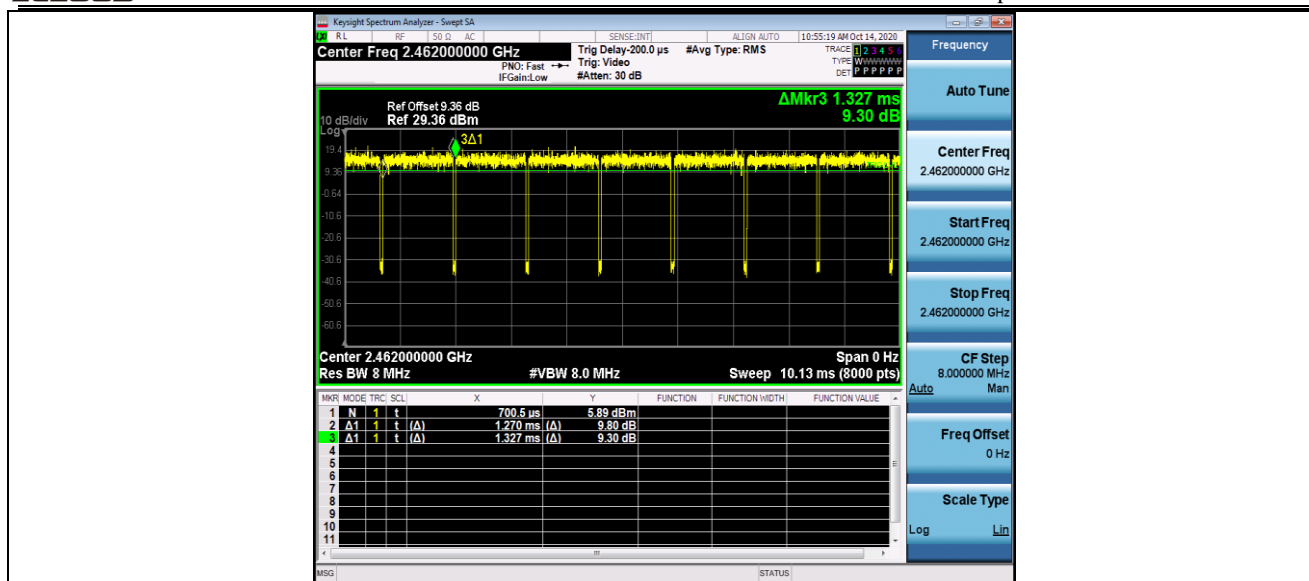 Keysight Spectrum Analyzer - Swept SA
RL RF 50 Ω AC SENSE:INT ALIGN AUTO 10:55:19 AM Oct 14, 2020
Center Freq 2.462000000 GHz
PNO: Fast
IFGain:Low
Trig Delay-200.0 µs
Trig: Video
#Atten: 30 dB
#Avg Type: RMS
TRACE 1 2 3 4 5 6
TYPE WWWWWW
DET P P P P P P
Frequency
ΔMkr3 1.327 ms
9.30 dB
Ref Offset 9.36 dB
10 dB/div Ref 29.36 dBm
Log
3Δ1
19.4
9.36
-0.64
-10.6
-20.6
-30.6
-40.6
-50.6
-60.6
Center 2.462000000 GHz Span 0 Hz
Res BW 8 MHz #VBW 8.0 MHz Sweep 10.13 ms (8000 pts)
MKR MODE TRC SCL X Y FUNCTION FUNCTION WIDTH FUNCTION VALUE
1 N 1 t 700.5 µs 5.89 dBm
2 Δ1 1 t (Δ) 1.270 ms (Δ) 9.80 dB
3 Δ1 1 t (Δ) 1.327 ms (Δ) 9.30 dB
4
5
6
7
8
9
10
11
MSG STATUS
Auto Tune
Center Freq
2.462000000 GHz
Start Freq
2.462000000 GHz
Stop Freq
2.462000000 GHz
CF Step
8.000000 MHz
Auto Man
Freq Offset
0 Hz
Scale Type
Log Lin